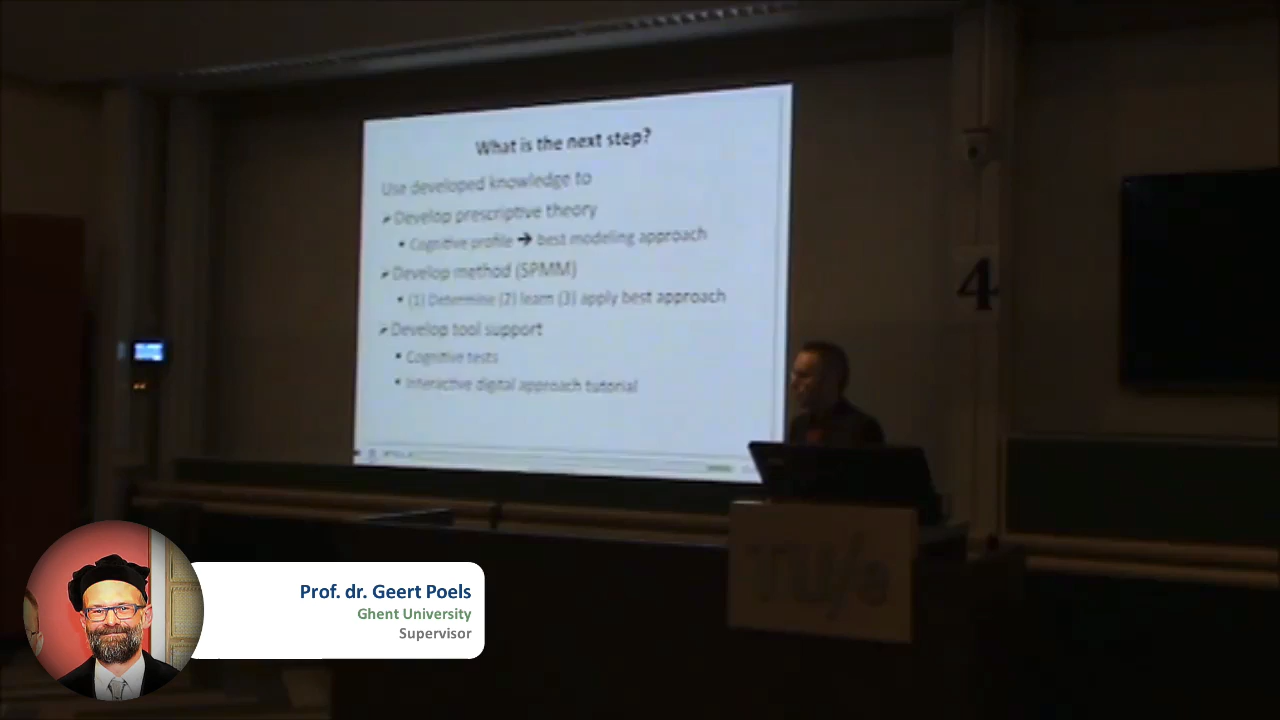 What is the next step?
Use developed knowledge to
Develop prescriptive theory
Cognitive profile → best modeling approach
Develop method (SPMM)
(1) Determine (2) learn (3) apply best approach
Develop tool support
Cognitive tests
Interactive digital approach tutorial
4
TU/e
Prof. dr. Geert Poels
Ghent University
Supervisor